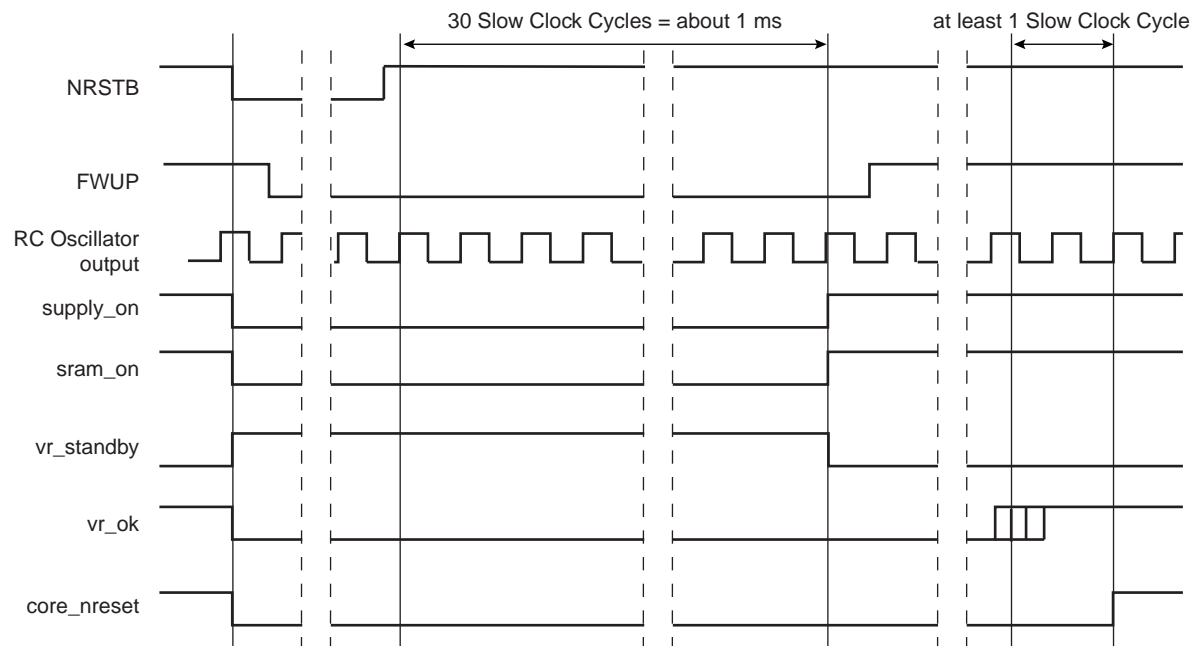 30 Slow Clock Cycles = about 1 ms
at least 1 Slow Clock Cycle
NRSTB
FWUP
RC Oscillator
output
supply_on
sram_on
vr_standby
vr_ok
core_nreset